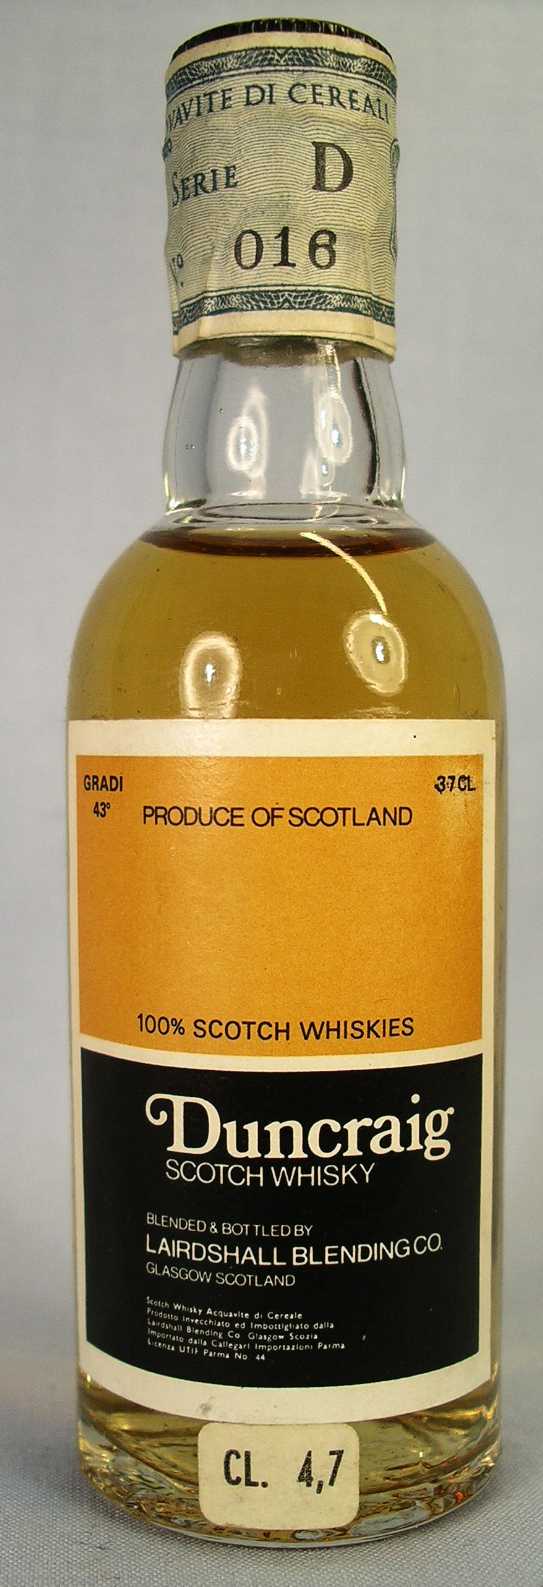 DI CEREALI
SERIE D
016
GRADI
43°
37CL
PRODUCE OF SCOTLAND
100% SCOTCH WHISKIES
Duncraig
SCOTCH WHISKY
BLENDED & BOTTLED BY
LAIRDSHALL BLENDING CO.
GLASGOW SCOTLAND
Scotch Whisky Acquavite di Cereale
Prodotto Invecchiato ed Imbottigliato dalla
Lairdshall Blending Co Glasgow Scozia
Importato dalla Callegari Importazioni Parma
Licenza UTIF Parma No 44
CL. 4,7